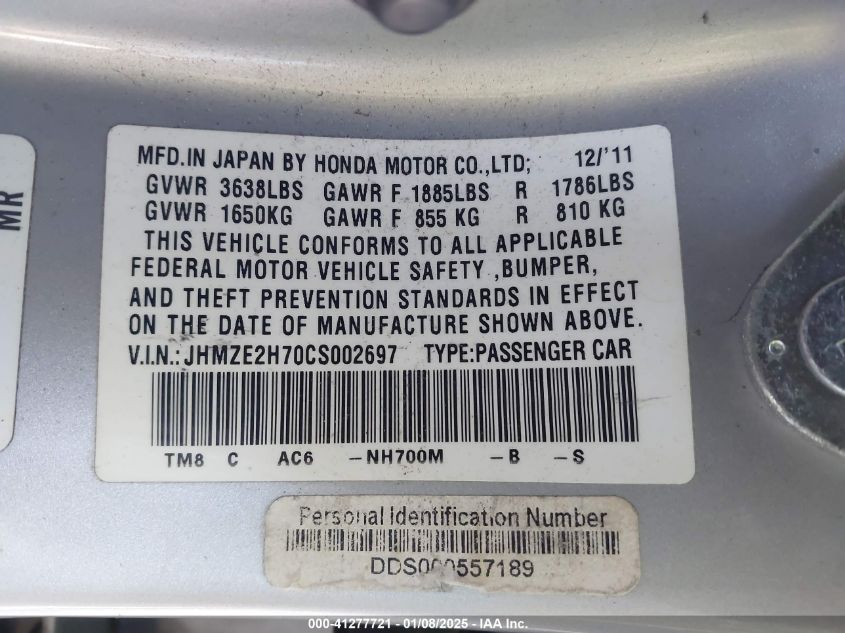 MFD.IN JAPAN BY HONDA MOTOR CO.,LTD; 12/'11
GVWR 3638LBS GAWR F 1885LBS R 1786LBS
GVWR 1650KG GAWR F 855 KG R 810 KG
THIS VEHICLE CONFORMS TO ALL APPLICABLE
FEDERAL MOTOR VEHICLE SAFETY ,BUMPER,
AND THEFT PREVENTION STANDARDS IN EFFECT
ON THE DATE OF MANUFACTURE SHOWN ABOVE.
V.I.N.:JHMZE2H70CS002697 TYPE:PASSENGER CAR
TM8 C AC6 -NH700M -B -S
MR
Personal Identification Number
DDS000557189
000-41277721 - 01/08/2025 - IAA Inc.